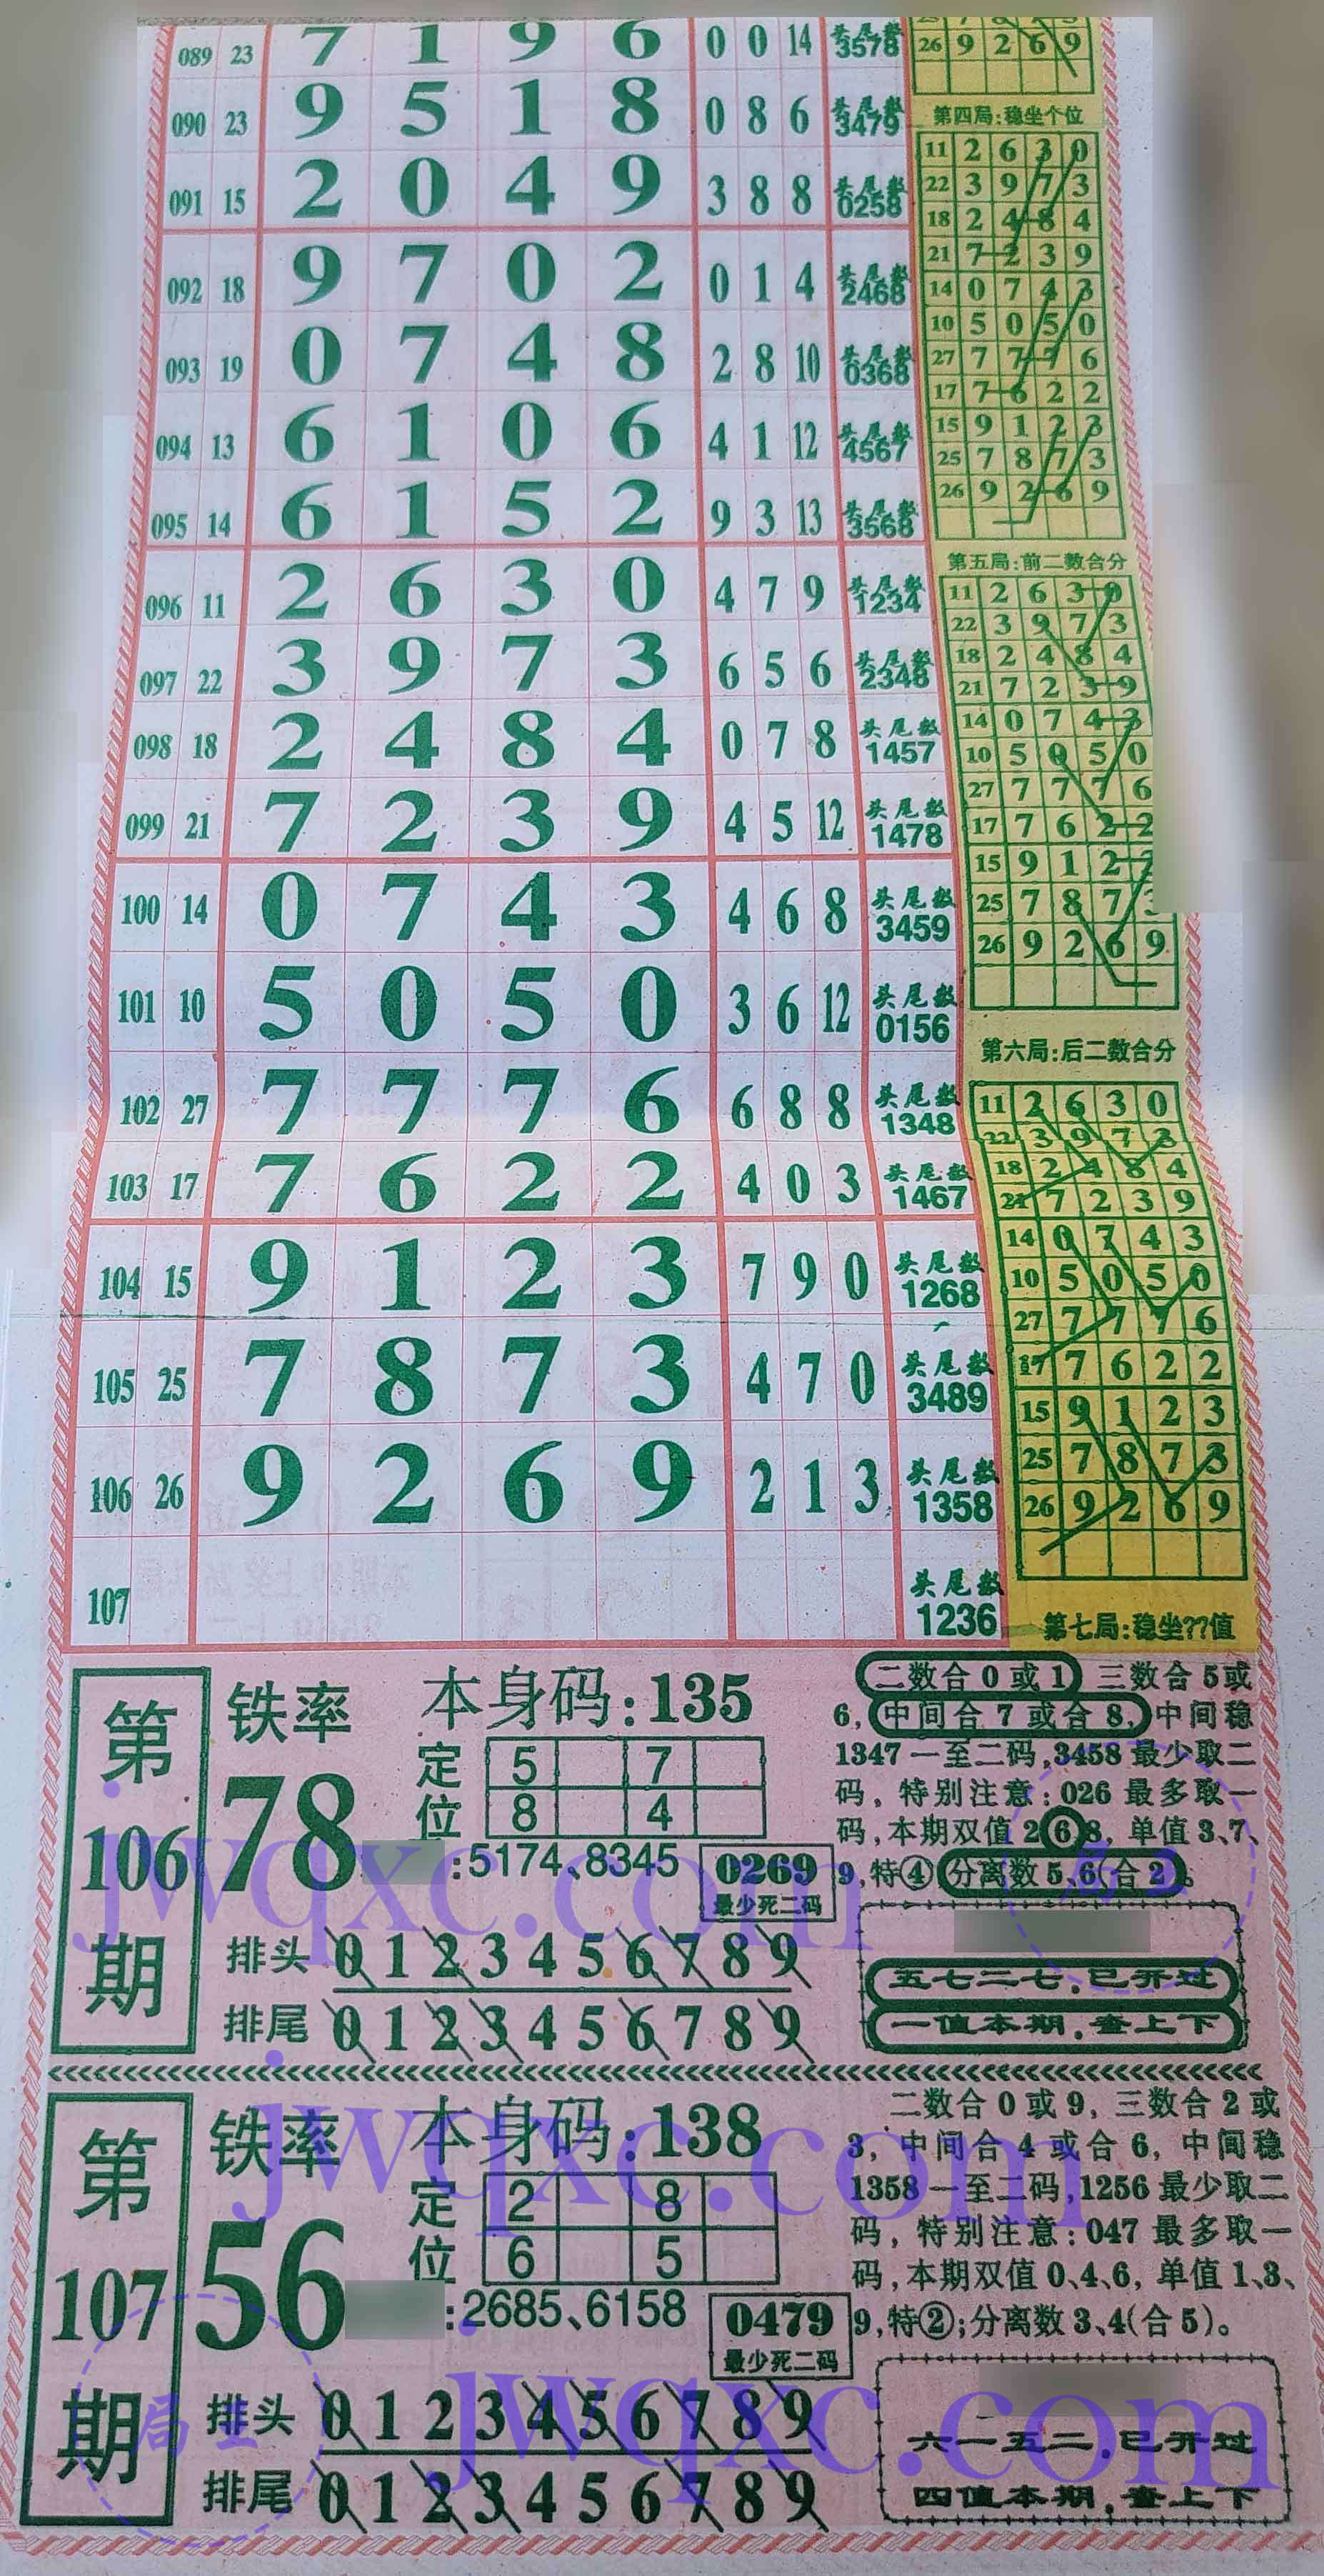 089 23 7 1 9 6 0 0 14 头尾数 3578
090 23 9 5 1 8 0 8 6 头尾数 3479
091 15 2 0 4 9 3 8 8 头尾数 0258
092 18 9 7 0 2 0 1 4 头尾数 2468
093 19 0 7 4 8 2 8 10 头尾数 0368
094 13 6 1 0 6 4 1 12 头尾数 4567
095 14 6 1 5 2 9 3 13 头尾数 3568
096 11 2 6 3 0 4 7 9 头尾数 1234
097 22 3 9 7 3 6 5 6 头尾数 2348
098 18 2 4 8 4 0 7 8 头尾数 1457
099 21 7 2 3 9 4 5 12 头尾数 1478
100 14 0 7 4 3 4 6 8 头尾数 3459
101 10 5 0 5 0 3 6 12 头尾数 0156
102 27 7 7 7 6 6 8 8 头尾数 1348
103 17 7 6 2 2 4 0 3 头尾数 1467
104 15 9 1 2 3 7 9 0 头尾数 1268
105 25 7 8 7 3 4 7 0 头尾数 3489
106 26 9 2 6 9 2 1 3 头尾数 1358
107 头尾数 1236
26 9 2 6 9
第四局:稳坐个位
11 2 6 3 0
22 3 9 7 3
18 2 4 8 4
21 7 2 3 9
14 0 7 4 3
10 5 0 5 0
27 7 7 7 6
17 7 6 2 2
15 9 1 2 3
25 7 8 7 3
26 9 2 6 9
第五局:前二数合分
11 2 6 3 0
22 3 9 7 3
18 2 4 8 4
21 7 2 3 9
14 0 7 4 3
10 5 0 5 0
27 7 7 7 6
17 7 6 2 2
15 9 1 2
25 7 8 7 3
26 9 2 6 9
第六局:后二数合分
11 2 6 3 0
22 3 9 7 3
18 2 4 8 4
21 7 2 3 9
14 0 7 4 3
10 5 0 5 0
27 7 7 7 6
17 7 6 2 2
15 9 1 2 3
25 7 8 7 3
26 9 2 6 9
第七局:稳坐??值
第106期
铁率
78
本身码:135
定位
5 7
8 4
:5174、8345
0269
最少死二码
排头 0 1 2 3 4 5 6 7 8 9
排尾 0 1 2 3 4 5 6 7 8 9
二数合0或1 三数合5或
6,中间合7或合8,中间稳
1347一至二码,3458最少取二
码,特别注意:026最多取一
码,本期双值268,单值3、7、
9,特④分离数5、6(合2)。
五七二七.已开过
一值本期.查上下
第107期
铁率
56
本身码:138
定位
2 8
6 5
:2685、6158
0479
最少死二码
排头 0 1 2 3 4 5 6 7 8 9
排尾 0 1 2 3 4 5 6 7 8 9
二数合0或9,三数合2或
3,中间合4或合6,中间稳
1358一至二码,1256最少取二
码,特别注意:047最多取一
码,本期双值0、4、6,单值1、3、
9,特②;分离数3、4(合5)。
六一五二.已开过
四值本期.查上下
jwqxc.com
jwqxc.com
jwqxc.com